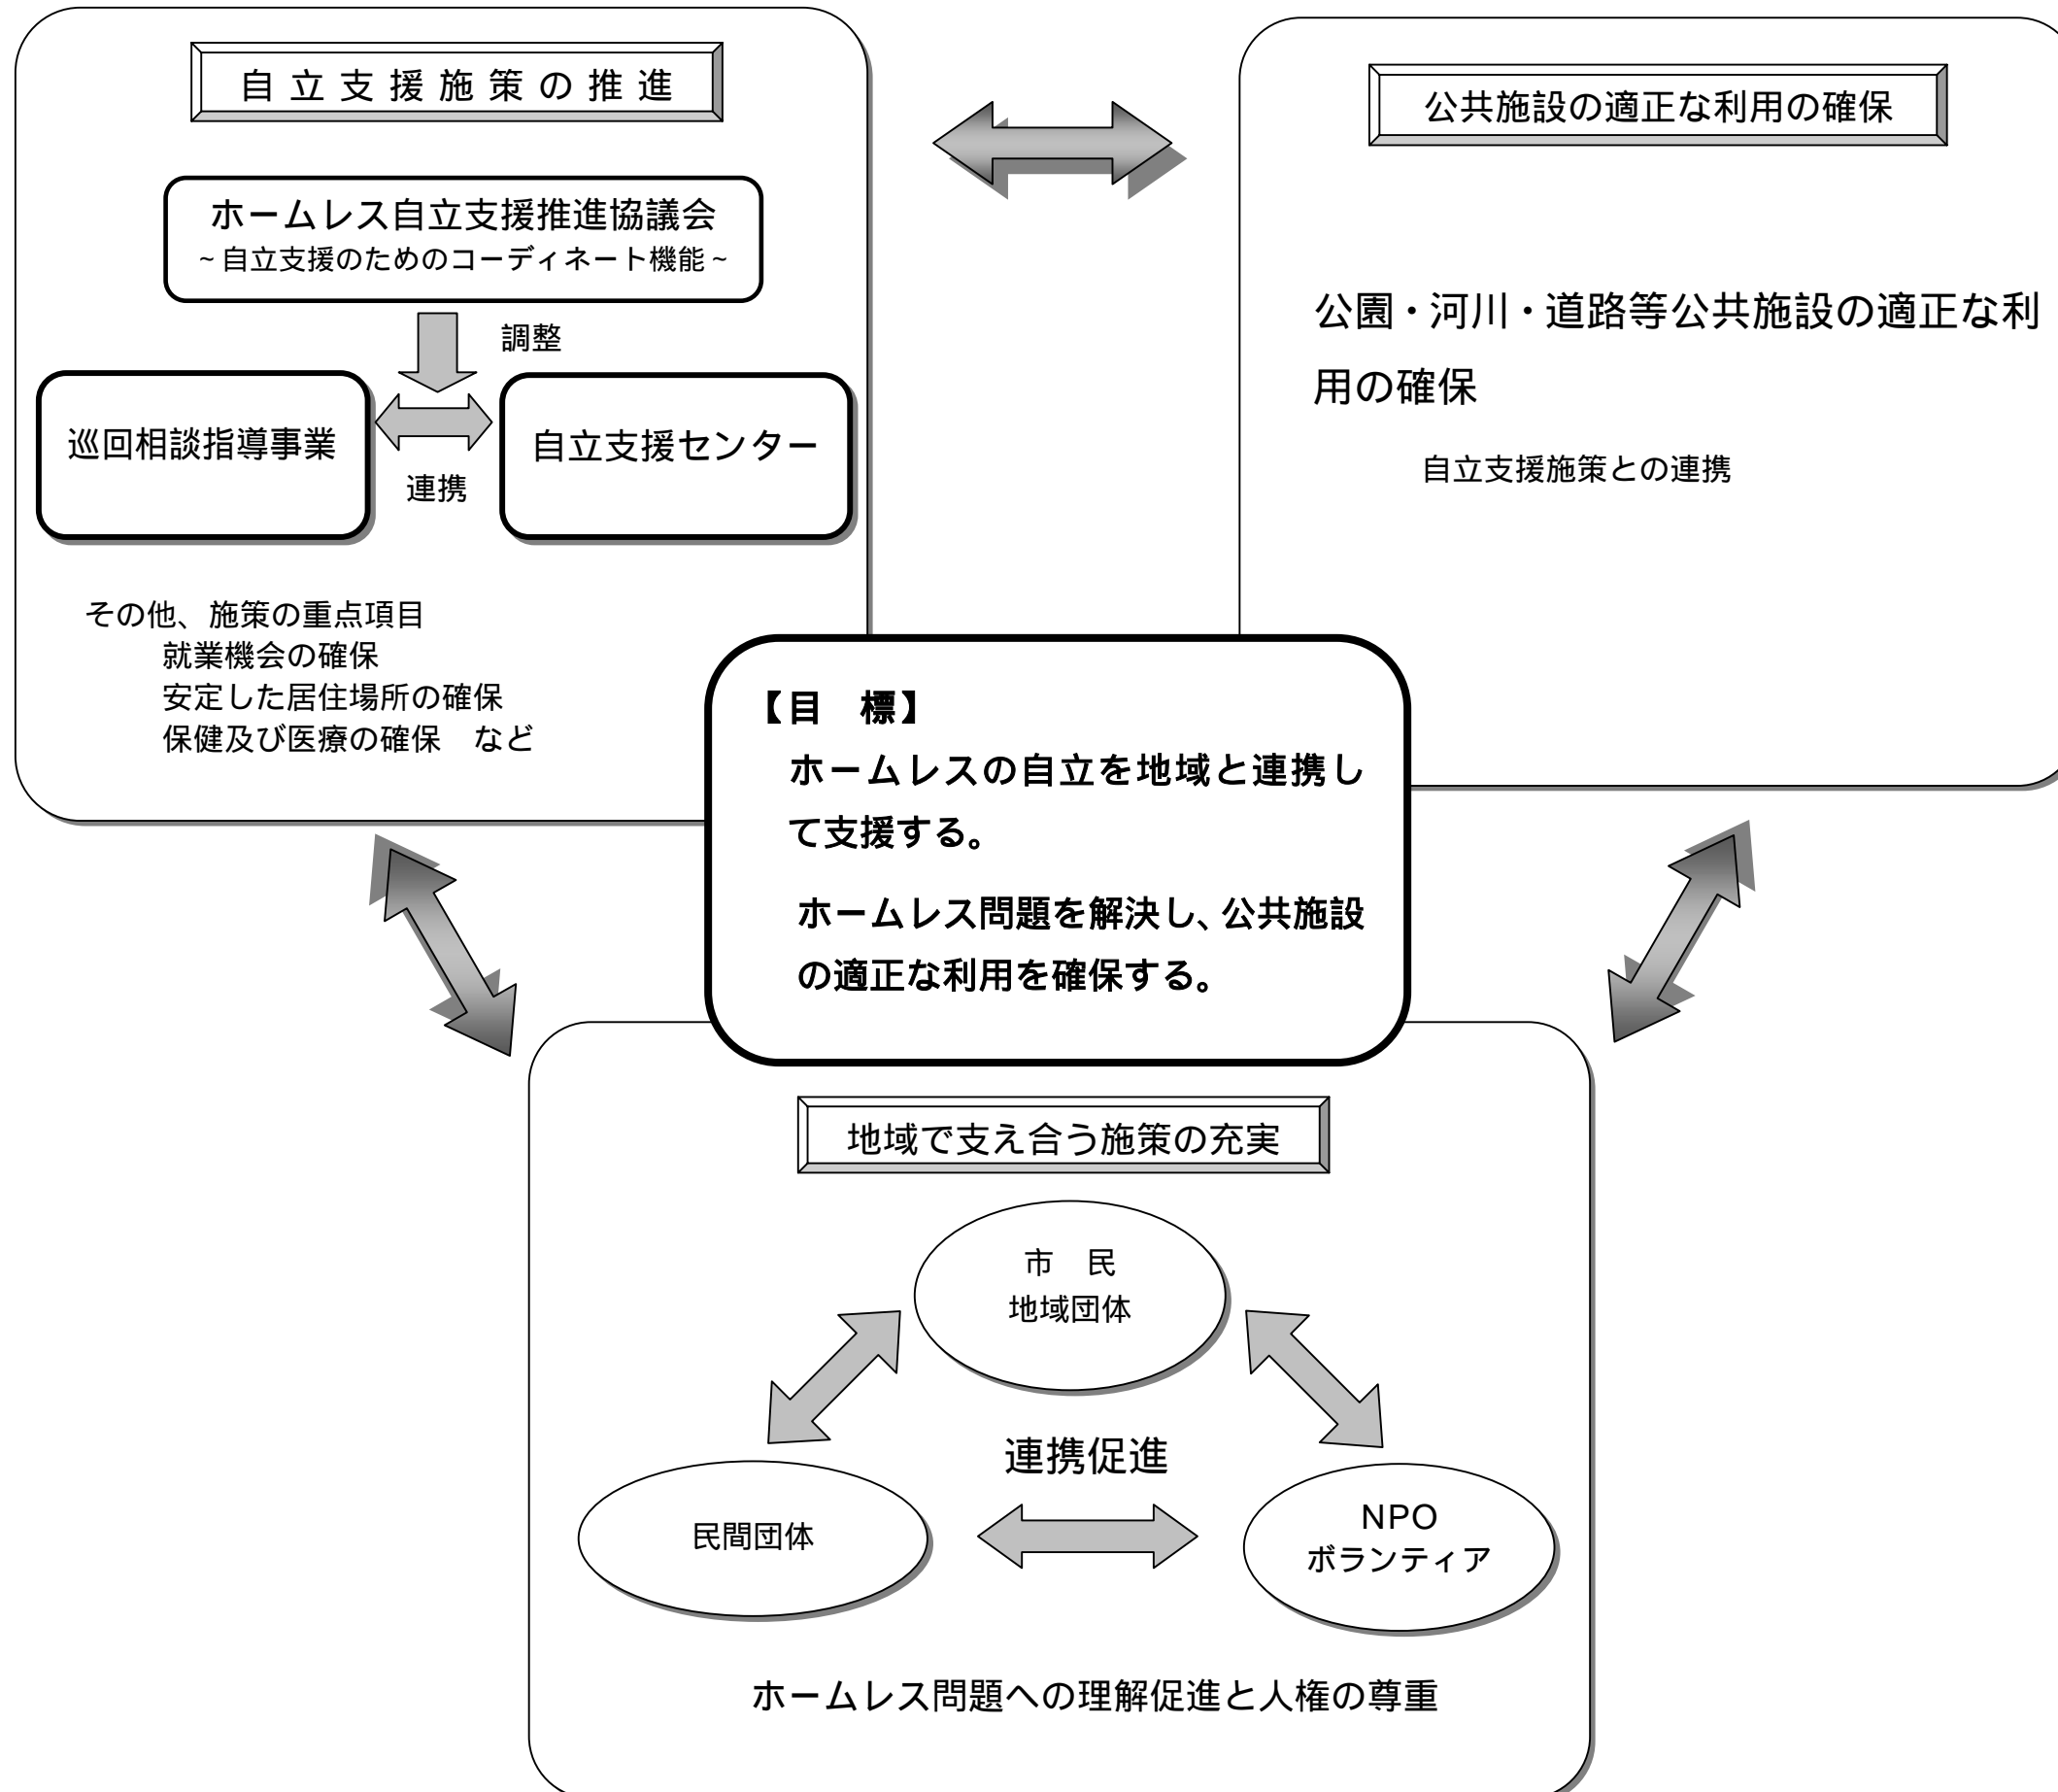 自立支援施策の推進
ホームレス自立支援推進協議会
~自立支援のためのコーディネート機能~
調整
巡回相談指導事業
連携
自立支援センター
その他、施策の重点項目
就業機会の確保
安定した居住場所の確保
保健及び医療の確保　など
公共施設の適正な利用の確保
公園・河川・道路等公共施設の適正な利
用の確保
自立支援施策との連携
【目　標】
ホームレスの自立を地域と連携し
て支援する。
ホームレス問題を解決し、公共施設
の適正な利用を確保する。
地域で支え合う施策の充実
市　民
地域団体
連携促進
民間団体
NPO
ボランティア
ホームレス問題への理解促進と人権の尊重